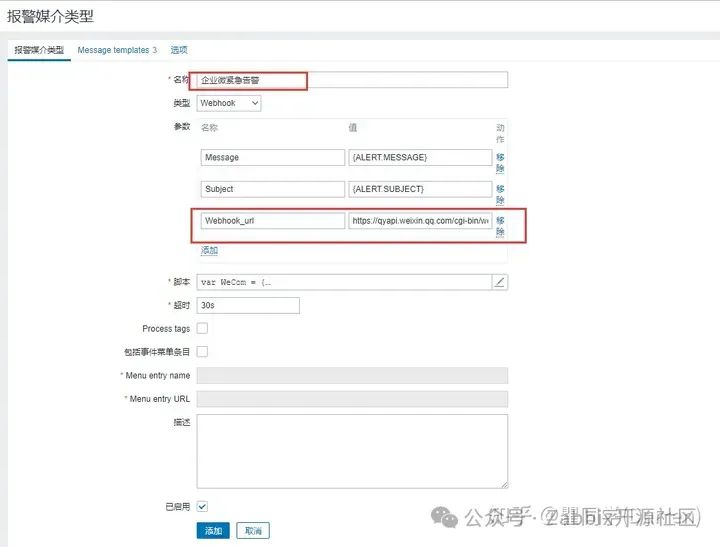 报警媒介类型
报警媒介类型 Message templates 3 选项
* 名称 企业微紧急告警
类型 Webhook
参数 名称 值 动作
Message {ALERT.MESSAGE} 移除
Subject {ALERT.SUBJECT} 移除
Webhook_url https://qyapi.weixin.qq.com/cgi-bin/we 移除
添加
* 脚本 var WeCom = {…
* 超时 30s
Process tags
包括事件菜单条目
* Menu entry name
* Menu entry URL
描述
已启用
添加 取消
公众号 · Zabbix开源社区
知乎